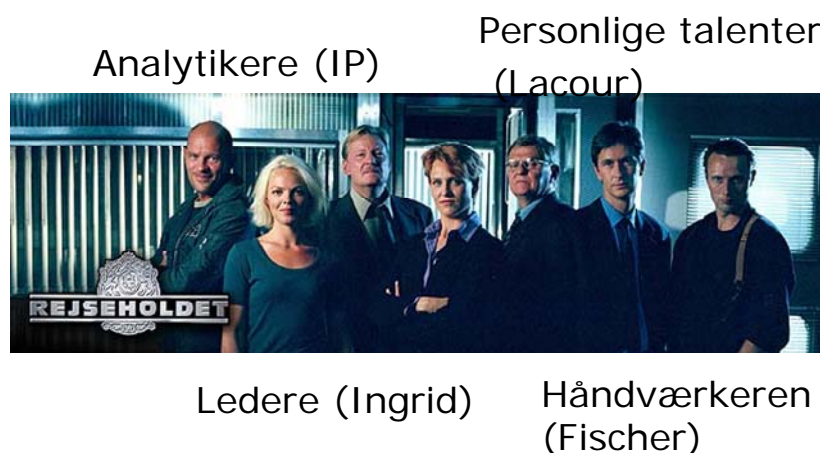 Personlige talenter
Analytikere (IP)
(Lacour)
REJSEHOLDET
Ledere (Ingrid)
Håndværkeren
(Fischer)